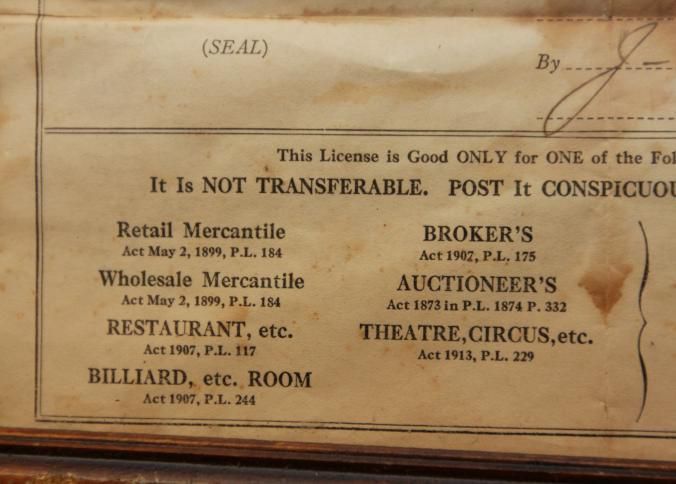 (SEAL)
By
This License is Good ONLY for ONE of the Fol
It Is NOT TRANSFERABLE. POST It CONSPICUOU
Retail Mercantile
Act May 2, 1899, P.L. 184
Wholesale Mercantile
Act May 2, 1899, P.L. 184
RESTAURANT, etc.
Act 1907, P.L. 117
BILLIARD, etc. ROOM
Act 1907, P.L. 244
BROKER'S
Act 1907, P.L. 175
AUCTIONEER'S
Act 1873 in P.L. 1874 P. 332
THEATRE, CIRCUS, etc.
Act 1913, P.L. 229